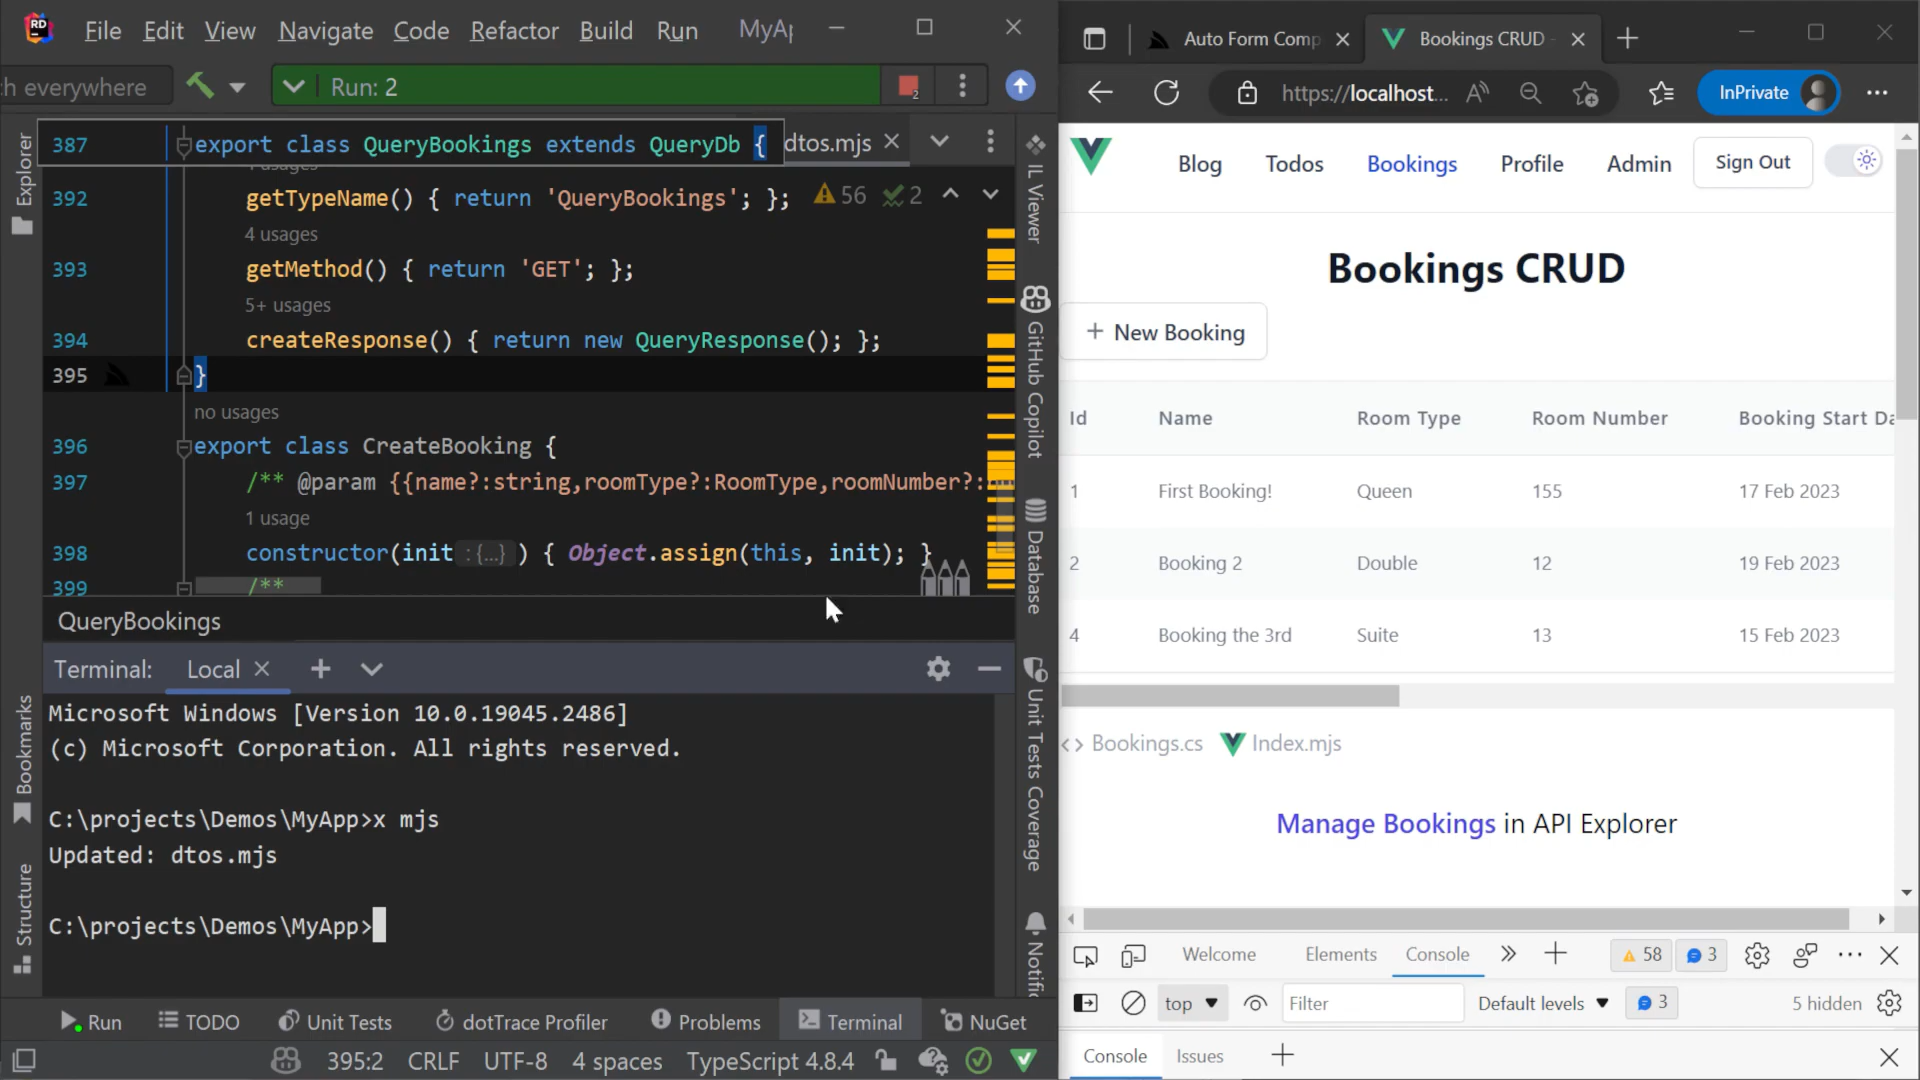 File Edit View Navigate Code Refactor Build Run MyAp
h everywhere Run: 2 2
387 export class QueryBookings extends QueryDb { dtos.mjs
392 getTypeName() { return 'QueryBookings'; }; 56 2
4 usages
393 getMethod() { return 'GET'; };
5+ usages
394 createResponse() { return new QueryResponse(); };
395 }
no usages
396 export class CreateBooking {
397 /** @param {{name?:string,roomType?:RoomType,roomNumber?:
1 usage
398 constructor(init : {...} ) { Object.assign(this, init); }
399 /**
QueryBookings
Terminal: Local
Microsoft Windows [Version 10.0.19045.2486]
(c) Microsoft Corporation. All rights reserved.
C:\projects\Demos\MyApp>x mjs
Updated: dtos.mjs
C:\projects\Demos\MyApp>
Explorer
Bookmarks
Structure
IL Viewer
GitHub Copilot
Database
Unit Tests Coverage
Notific
Run TODO Unit Tests dotTrace Profiler Problems Terminal NuGet
395:2 CRLF UTF-8 4 spaces TypeScript 4.8.4
RD
Auto Form Comp Bookings CRUD
https://localhost... InPrivate
Blog Todos Bookings Profile Admin Sign Out
Bookings CRUD
+ New Booking
Id Name Room Type Room Number Booking Start Da
1 First Booking! Queen 155 17 Feb 2023
2 Booking 2 Double 12 19 Feb 2023
4 Booking the 3rd Suite 13 15 Feb 2023
<> Bookings.cs Index.mjs
Manage Bookings in API Explorer
Welcome Elements Console 58 3
top Filter Default levels 3 5 hidden
Console Issues